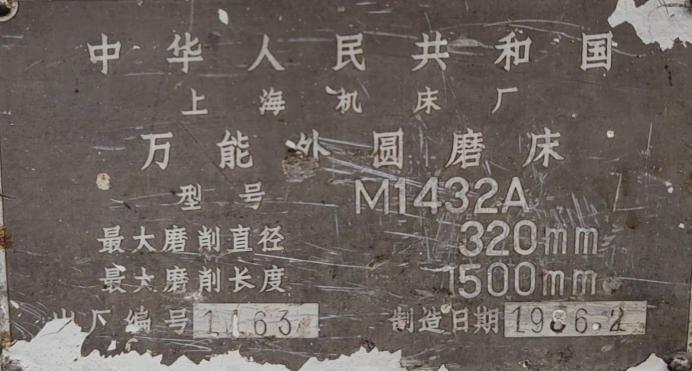 中华人民共和国
上海机床厂
万能外圆磨床
型号 M1432A
最大磨削直径 320mm
最大磨削长度 1500mm
出厂编号 1163
制造日期 1986.2